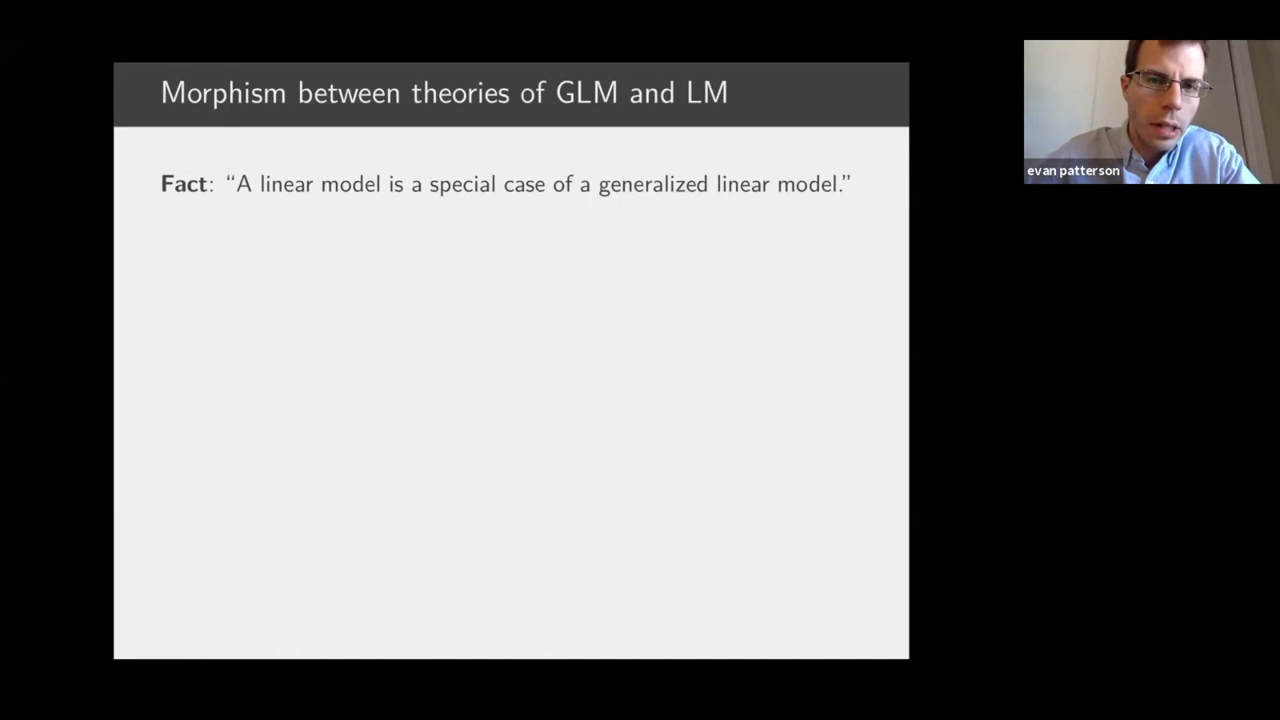 Morphism between theories of GLM and LM
Fact: “A linear model is a special case of a generalized linear model.”
evan patterson